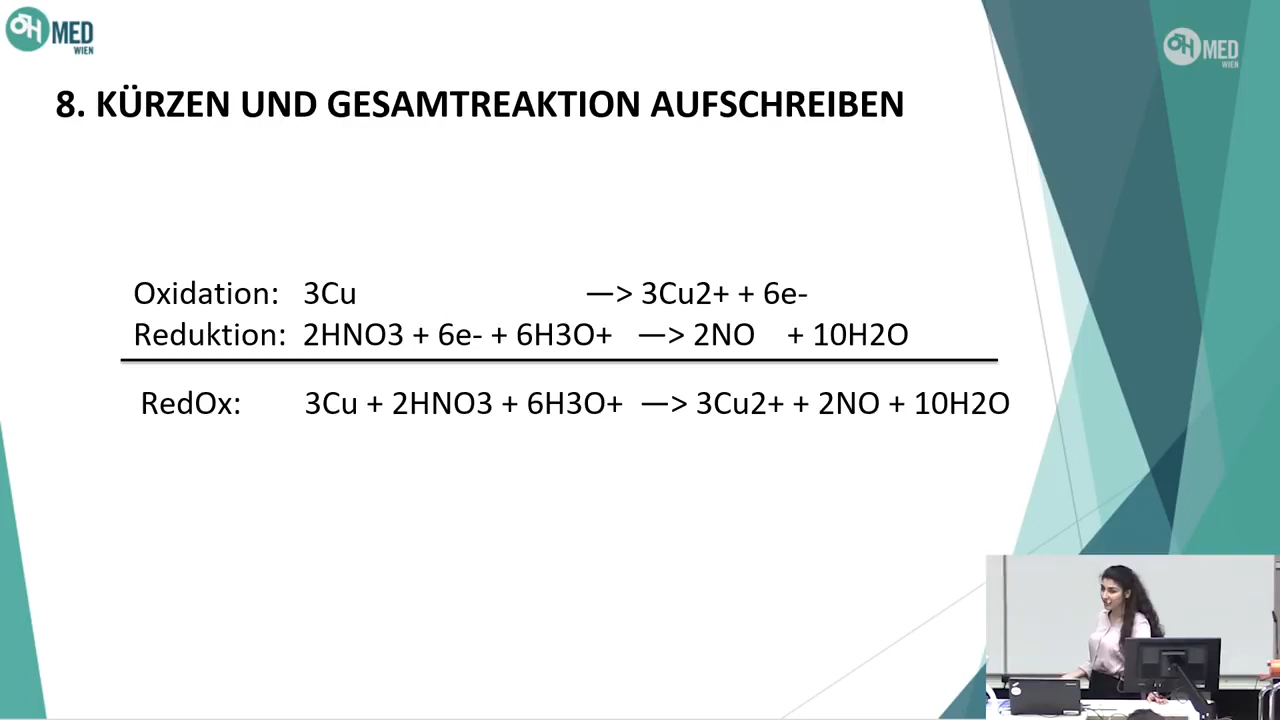 ÖH MED
WIEN
ÖH MED
WIEN
8. KÜRZEN UND GESAMTREAKTION AUFSCHREIBEN
Oxidation: 3Cu —> 3Cu2+ + 6e-
Reduktion: 2HNO3 + 6e- + 6H3O+ —> 2NO + 10H2O
RedOx: 3Cu + 2HNO3 + 6H3O+ —> 3Cu2+ + 2NO + 10H2O